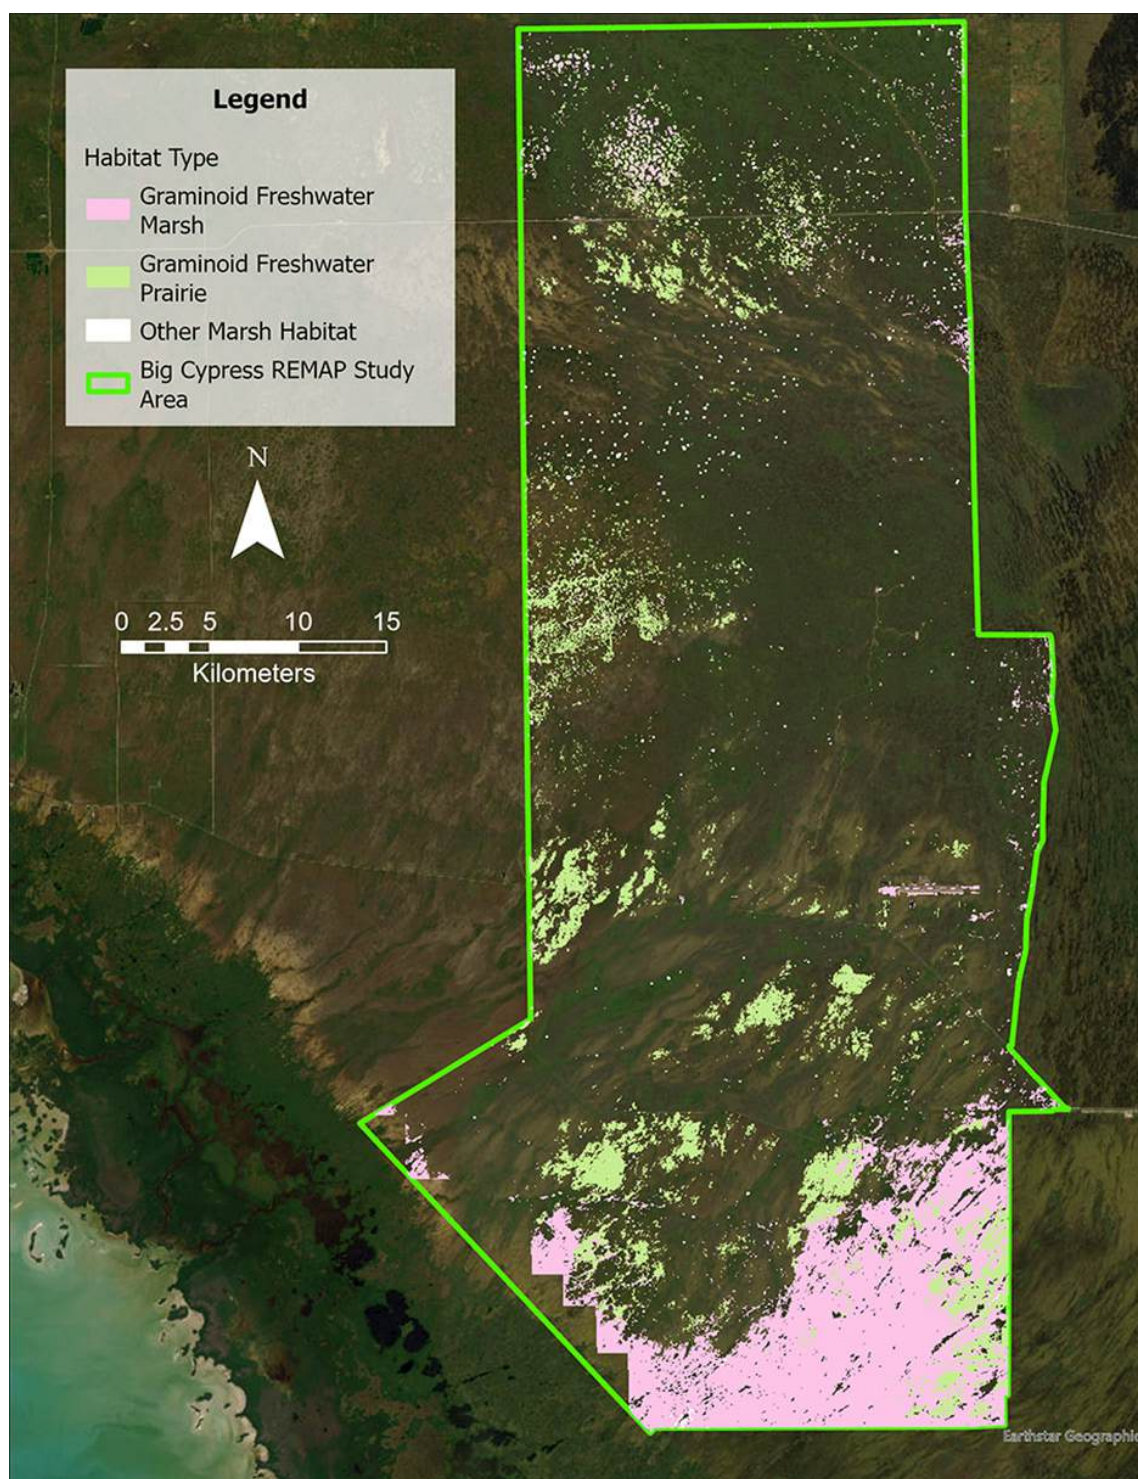 Legend
Habitat Type
Graminoid Freshwater
Marsh
Graminoid Freshwater
Prairie
Other Marsh Habitat
Big Cypress REMAP Study
Area
N
0 2.5 5 10 15
Kilometers
Earthstar Geographic